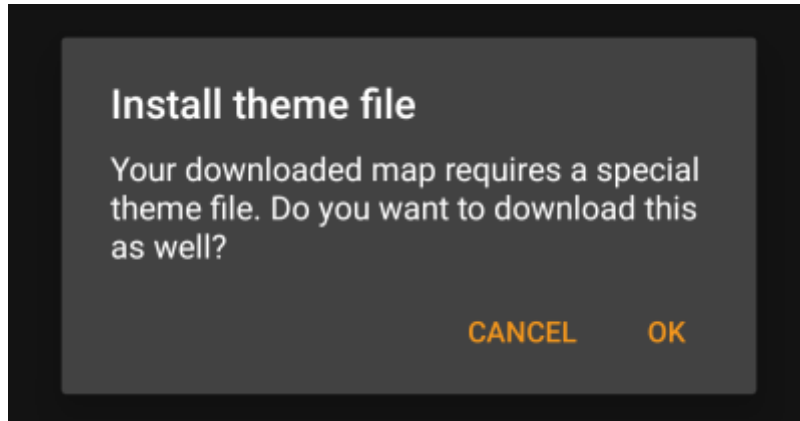 Install theme file
Your downloaded map requires a special
theme file. Do you want to download this
as well?
CANCEL OK